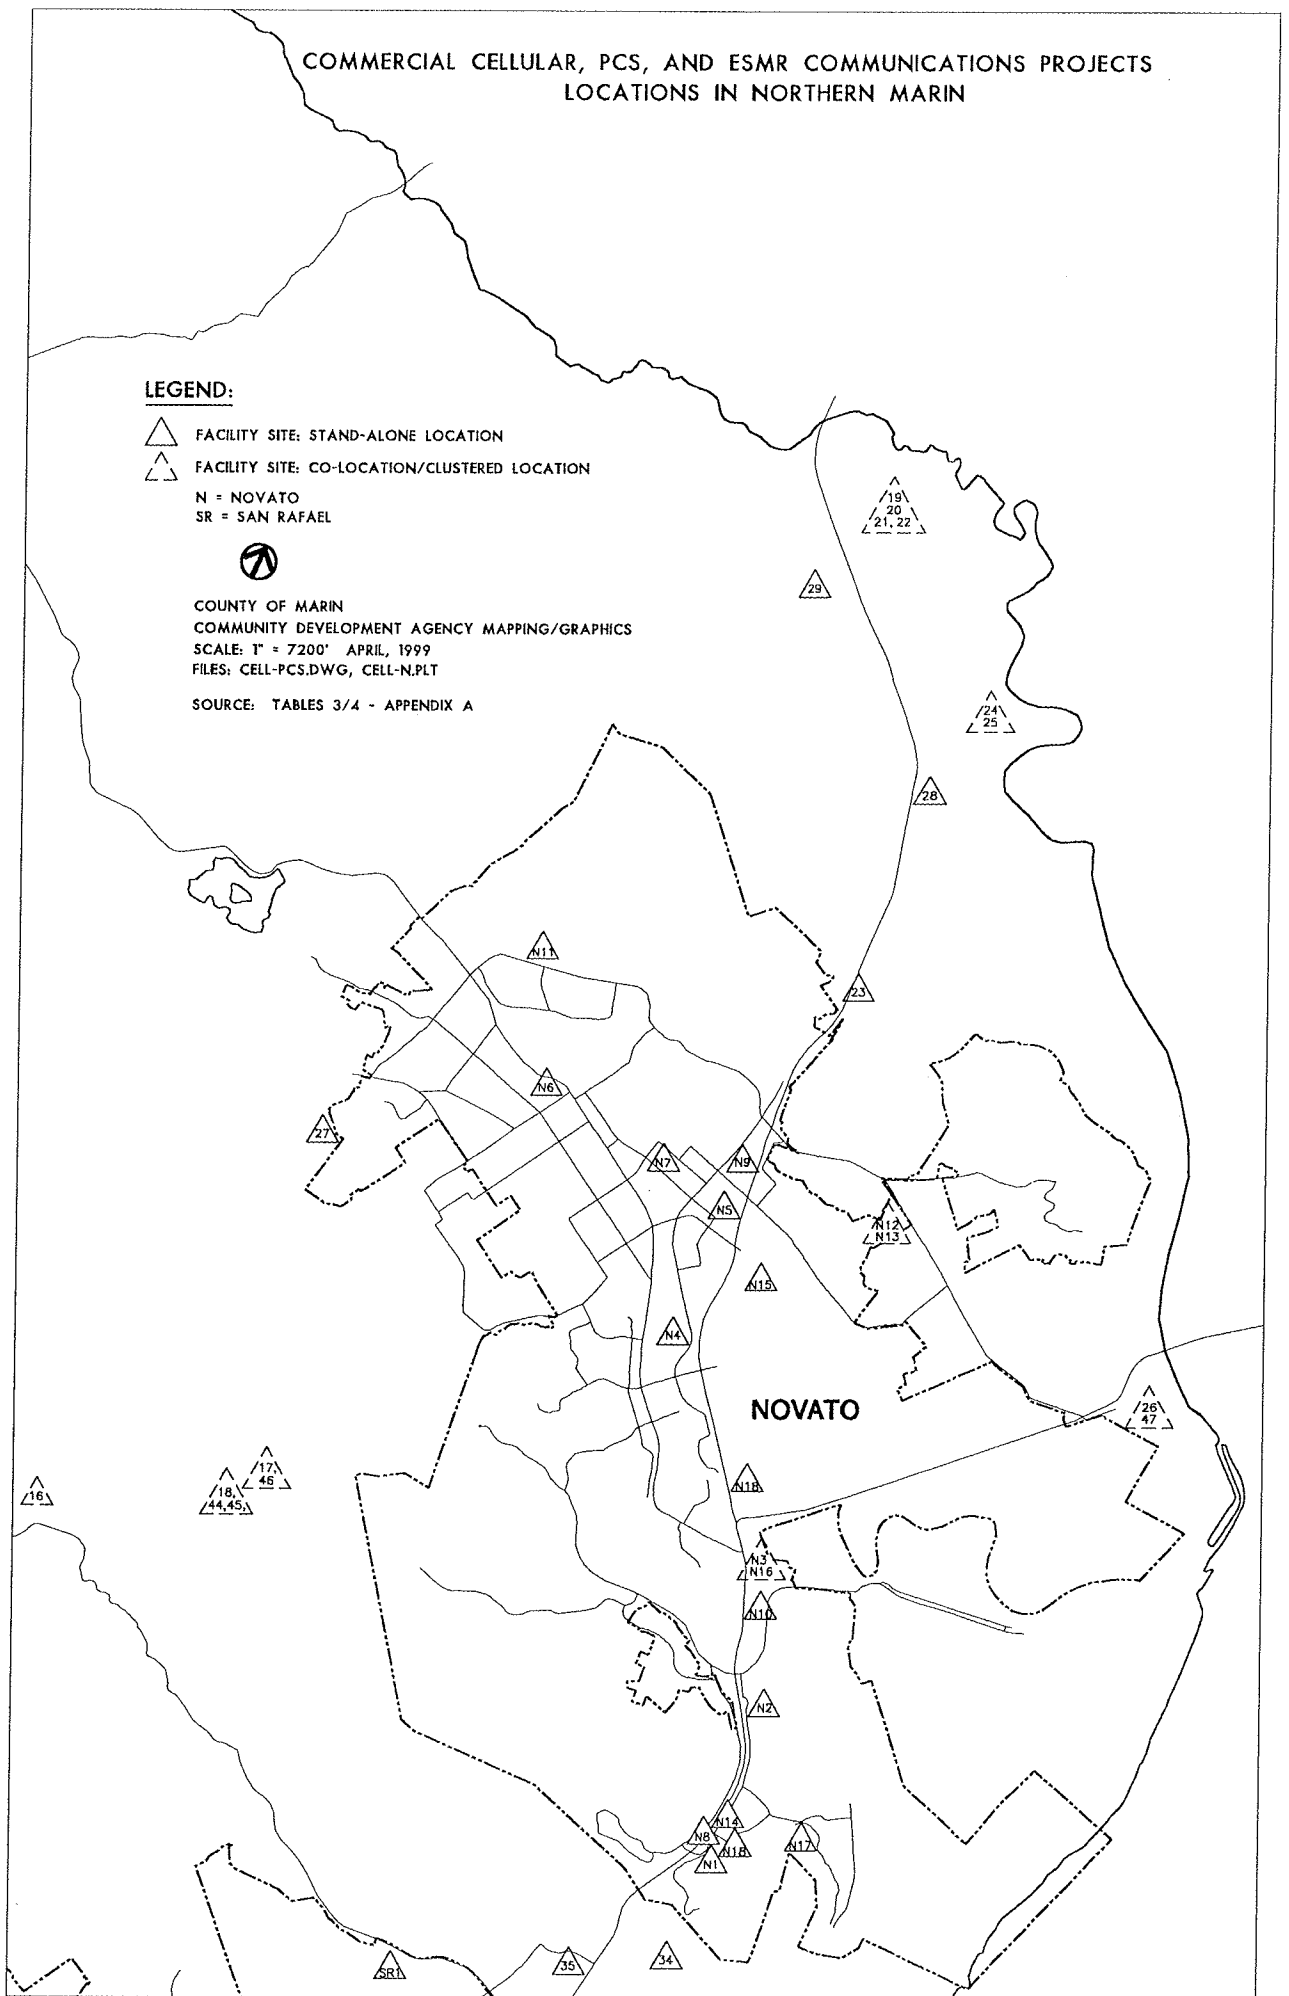 COMMERCIAL CELLULAR, PCS, AND ESMR COMMUNICATIONS PROJECTS
LOCATIONS IN NORTHERN MARIN
LEGEND:
FACILITY SITE: STAND-ALONE LOCATION
FACILITY SITE: CO-LOCATION/CLUSTERED LOCATION
N = NOVATO
SR = SAN RAFAEL
COUNTY OF MARIN
COMMUNITY DEVELOPMENT AGENCY MAPPING/GRAPHICS
SCALE: 1" = 7200' APRIL, 1999
FILES: CELL-PCS.DWG, CELL-N.PLT
SOURCE: TABLES 3/4 - APPENDIX A
19
20
21, 22
29
24
25
28
N11
23
N6
27
N7
N9
N5
N12
N13
N15
N4
NOVATO
26
47
17,
46
16
18,
44,45,
N18
N3
N16
N10
N2
N14
N8
N18
N17
N1
35
34
SR1